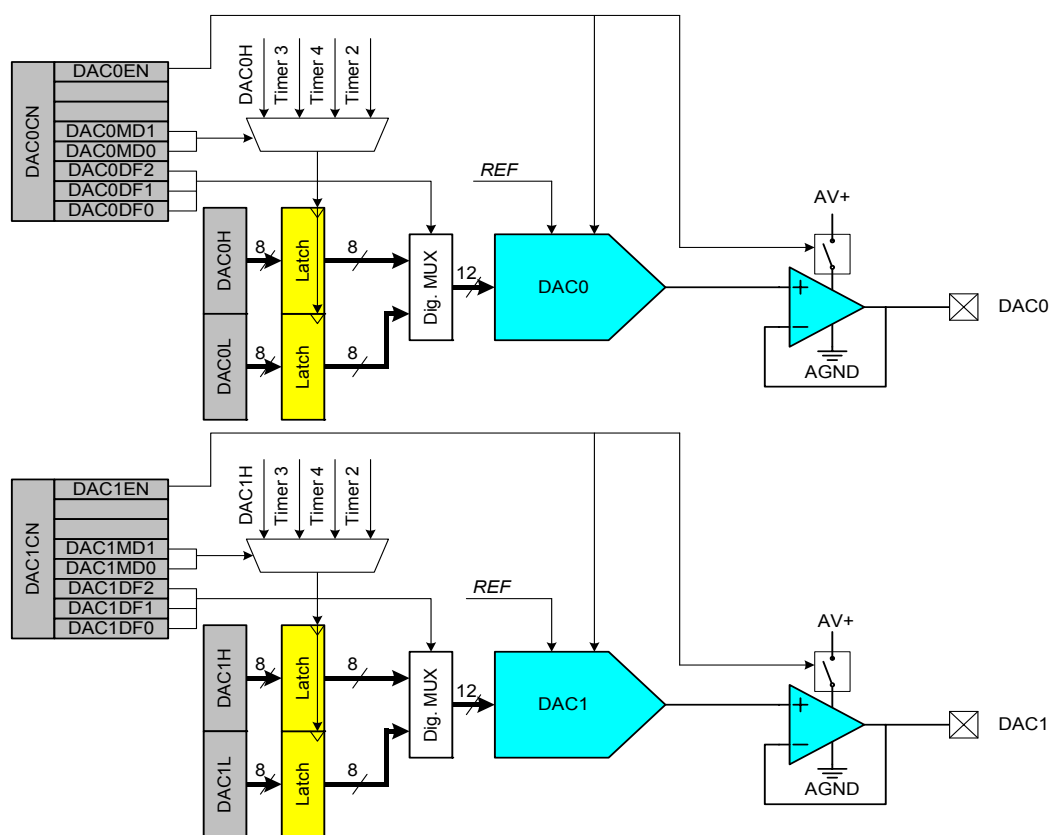 DAC0CN
DAC0EN
DAC0MD1
DAC0MD0
DAC0DF2
DAC0DF1
DAC0DF0
DAC0H
Timer 3
Timer 4
Timer 2
REF
AV+
DAC0H
8
Latch
8
Dig. MUX
12
DAC0
+
−
DAC0
DAC0L
8
Latch
8
AGND
DAC1CN
DAC1EN
DAC1MD1
DAC1MD0
DAC1DF2
DAC1DF1
DAC1DF0
DAC1H
Timer 3
Timer 4
Timer 2
REF
AV+
DAC1H
8
Latch
8
Dig. MUX
12
DAC1
+
−
DAC1
DAC1L
8
Latch
8
AGND